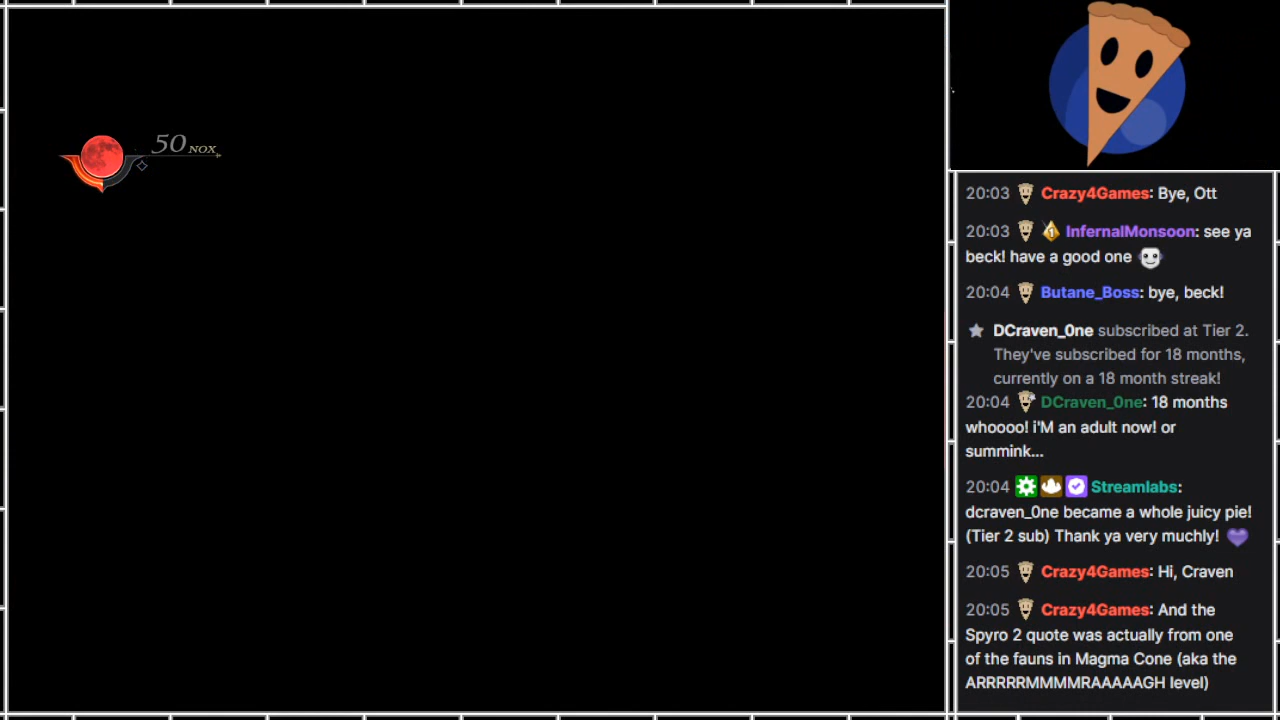 50 NOX
20:03 Crazy4Games: Bye, Ott
20:03 InfernalMonsoon: see ya
beck! have a good one
20:04 Butane_Boss: bye, beck!
DCraven_0ne subscribed at Tier 2.
They've subscribed for 18 months,
currently on a 18 month streak!
20:04 DCraven_0ne: 18 months
whoooo! i'M an adult now! or
summink...
20:04 Streamlabs:
dcraven_0ne became a whole juicy pie!
(Tier 2 sub) Thank ya very muchly!
20:05 Crazy4Games: Hi, Craven
20:05 Crazy4Games: And the
Spyro 2 quote was actually from one
of the fauns in Magma Cone (aka the
ARRRRRMMMMRAAAAAGH level)